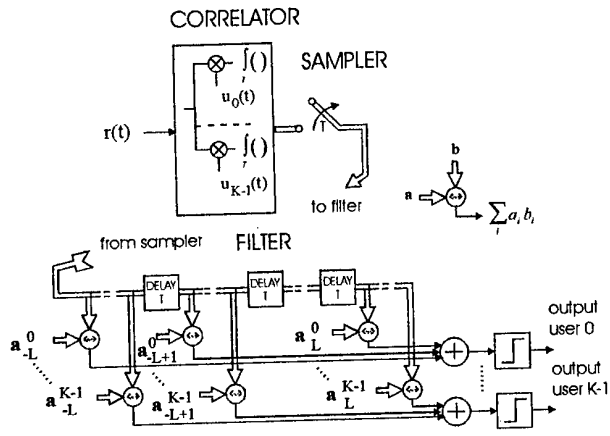 CORRELATOR
∫ ( )
T
u0(t)
r(t)
∫ ( )
T
uK-1(t)
SAMPLER
T
to filter
b
a
∑ ai bi
i
from sampler
FILTER
DELAY
T
DELAY
T
DELAY
T
a 0 -L
a 0 -L+1
a 0 L
a K-1 -L
a K-1 -L+1
a K-1 L
<·>
<·>
<·>
<·>
<·>
<·>
<·>
+
+
output
user 0
output
user K-1